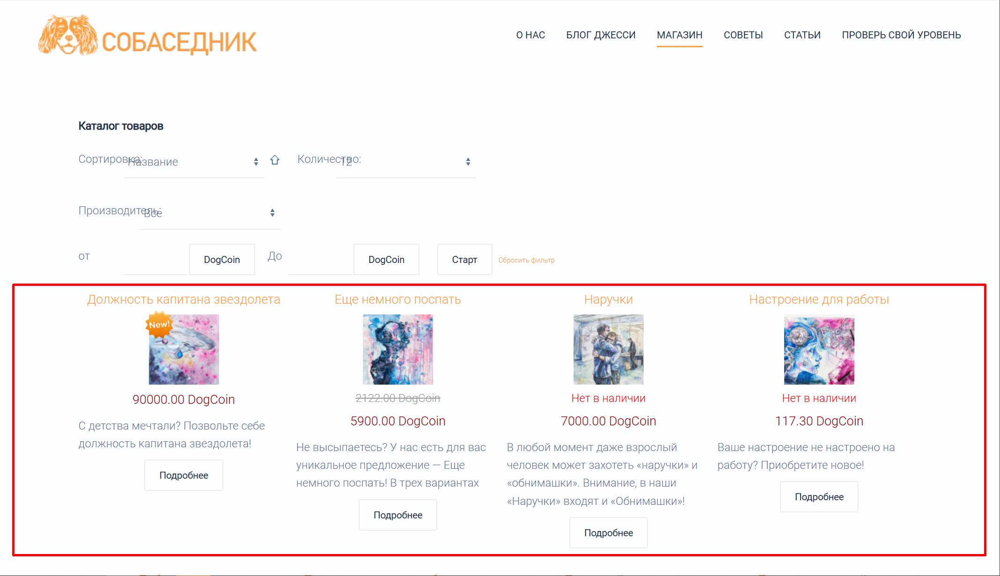 СОБАСЕДНИК
О НАС БЛОГ ДЖЕССИ МАГАЗИН СОВЕТЫ СТАТЬИ ПРОВЕРЬ СВОЙ УРОВЕНЬ
Каталог товаров
Сортировка: Название Количество: 12
Производитель: Все
от DogCoin До DogCoin Старт Сбросить фильтр
Должность капитана звездолета
New!
90000.00 DogCoin
С детства мечтали? Позвольте себе
должность капитана звездолета!
Подробнее
Еще немного поспать
2122.00 DogCoin
5900.00 DogCoin
Не высыпаетесь? У нас есть для вас
уникальное предложение — Еще
немного поспать! В трех вариантах
Подробнее
Наручки
Нет в наличии
7000.00 DogCoin
В любой момент даже взрослый
человек может захотеть «наручки» и
«обнимашки». Внимание, в наши
«Наручки» входят и «Обнимашки»!
Подробнее
Настроение для работы
Нет в наличии
117.30 DogCoin
Ваше настроение не настроено на
работу? Приобретите новое!
Подробнее